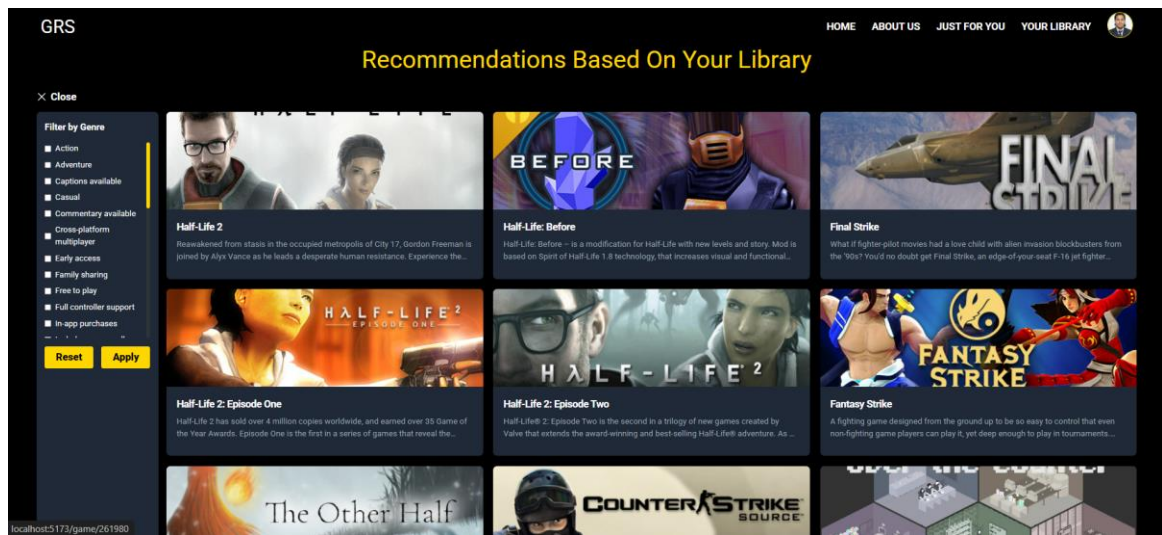 GRS
HOME ABOUT US JUST FOR YOU YOUR LIBRARY
Recommendations Based On Your Library
× Close
Filter by Genre
Action
Adventure
Captions available
Casual
Commentary available
Cross-platform
multiplayer
Early access
Family sharing
Free to play
Full controller support
In-app purchases
Reset Apply
Half-Life 2
Reawakened from stasis in the occupied metropolis of City 17, Gordon Freeman is
joined by Alyx Vance as he leads a desperate human resistance. Experience the...
BEFORE
Half-Life: Before
Half-Life: Before – is a modification for Half-Life with new levels and story. Mod is
based on Spirit of Half-Life 1.8 technology, that increases visual and functional...
FINAL
STRIKE
Final Strike
What if fighter-pilot movies had a love child with alien invasion blockbusters from
the '90s? You'd no doubt get Final Strike, an edge-of-your-seat F-16 jet fighter...
HλLF-LIFE²
EPISODE ONE
Half-Life 2: Episode One
Half-Life 2 has sold over 4 million copies worldwide, and earned over 35 Game of
the Year Awards. Episode One is the first in a series of games that reveal the...
HλLF-LIFE²
Half-Life 2: Episode Two
Half-Life® 2: Episode Two is the second in a trilogy of new games created by
Valve that extends the award-winning and best-selling Half-Life® adventure. As ...
FANTASY
STRIKE
Fantasy Strike
A fighting game designed from the ground up to be so easy to control that even
non-fighting game players can play it, yet deep enough to play in tournaments....
The Other Half
COUNTER STRIKE
SOURCE
over the counter
localhost:5173/game/261980